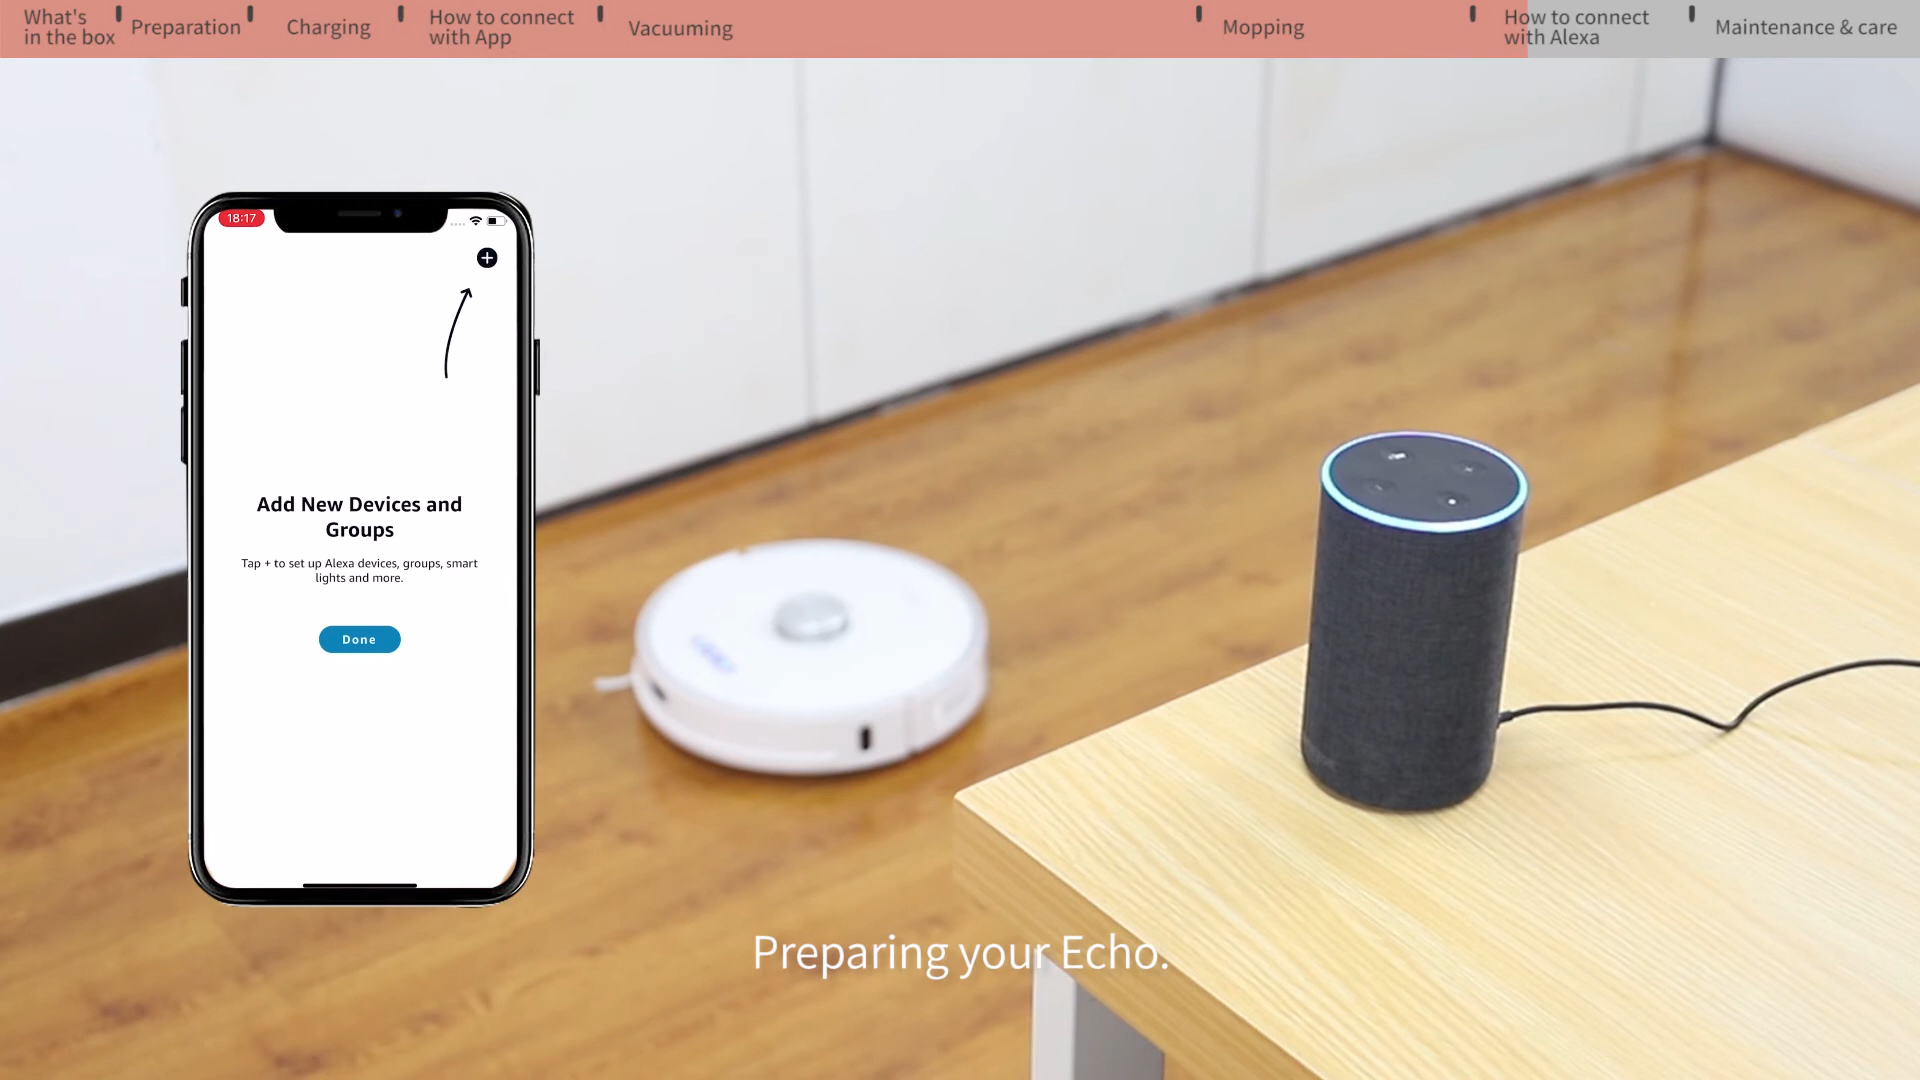 What's
in the box
Preparation
Charging
How to connect
with App
Vacuuming
Mopping
How to connect
with Alexa
Maintenance & care
18:17
Add New Devices and
Groups
Tap + to set up Alexa devices, groups, smart
lights and more.
Done
Preparing your Echo.